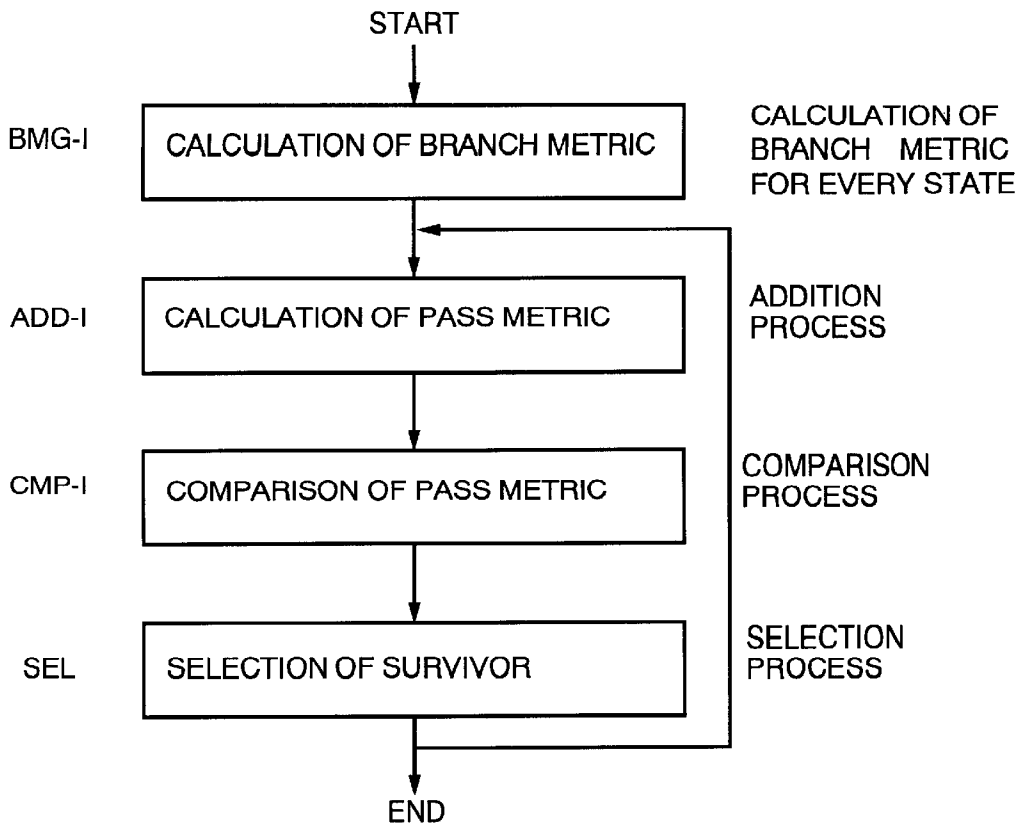 START
BMG-I
CALCULATION OF BRANCH METRIC
CALCULATION OF
BRANCH METRIC
FOR EVERY STATE
ADD-I
CALCULATION OF PASS METRIC
ADDITION
PROCESS
CMP-I
COMPARISON OF PASS METRIC
COMPARISON
PROCESS
SEL
SELECTION OF SURVIVOR
SELECTION
PROCESS
END